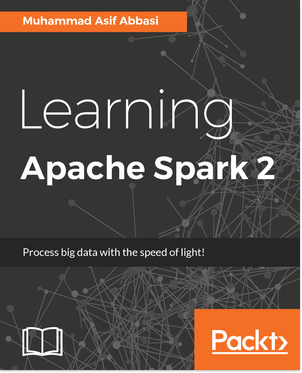 Muhammad Asif Abbasi
Learning
Apache Spark 2
Process big data with the speed of light!
Packt>